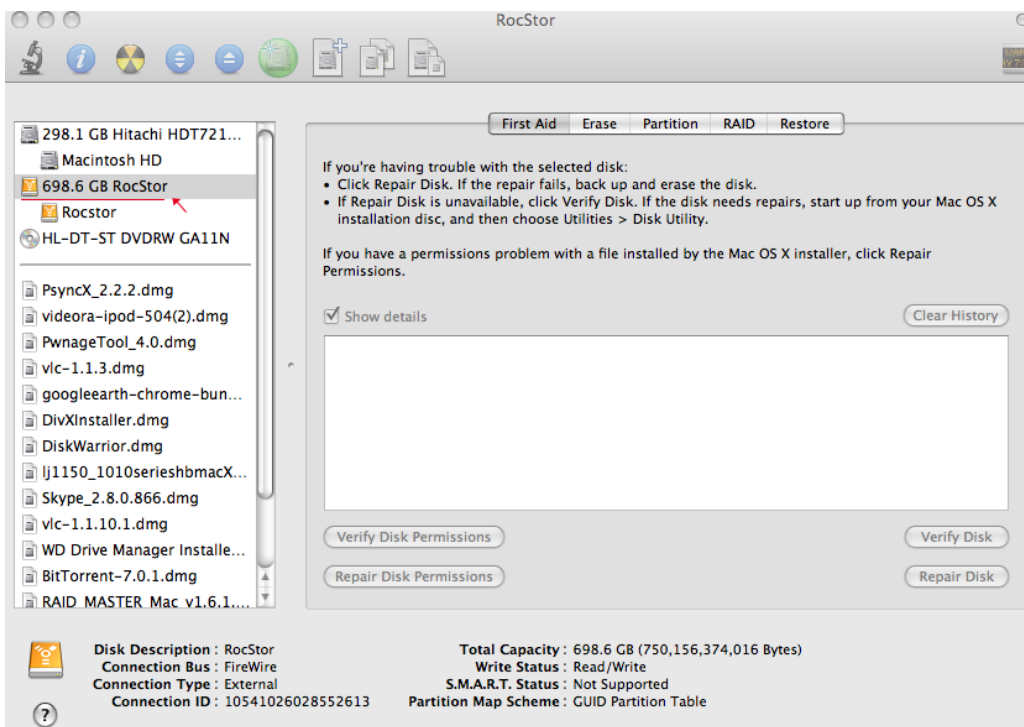 RocStor
First Aid Erase Partition RAID Restore
298.1 GB Hitachi HDT721...
Macintosh HD
698.6 GB RocStor
Rocstor
HL-DT-ST DVDRW GA11N
PsyncX_2.2.2.dmg
videora-ipod-504(2).dmg
PwnageTool_4.0.dmg
vlc-1.1.3.dmg
googleearth-chrome-bun...
DivXInstaller.dmg
DiskWarrior.dmg
lj1150_1010serieshbmacX...
Skype_2.8.0.866.dmg
vlc-1.1.10.1.dmg
WD Drive Manager Installe...
BitTorrent-7.0.1.dmg
RAID_MASTER_Mac_v1.6.1....
If you're having trouble with the selected disk:
• Click Repair Disk. If the repair fails, back up and erase the disk.
• If Repair Disk is unavailable, click Verify Disk. If the disk needs repairs, start up from your Mac OS X
installation disc, and then choose Utilities > Disk Utility.
If you have a permissions problem with a file installed by the Mac OS X installer, click Repair
Permissions.
Show details
Clear History
Verify Disk Permissions
Verify Disk
Repair Disk Permissions
Repair Disk
Disk Description : RocStor
Connection Bus : FireWire
Connection Type : External
Connection ID : 10541026028552613
Total Capacity : 698.6 GB (750,156,374,016 Bytes)
Write Status : Read/Write
S.M.A.R.T. Status : Not Supported
Partition Map Scheme : GUID Partition Table
?